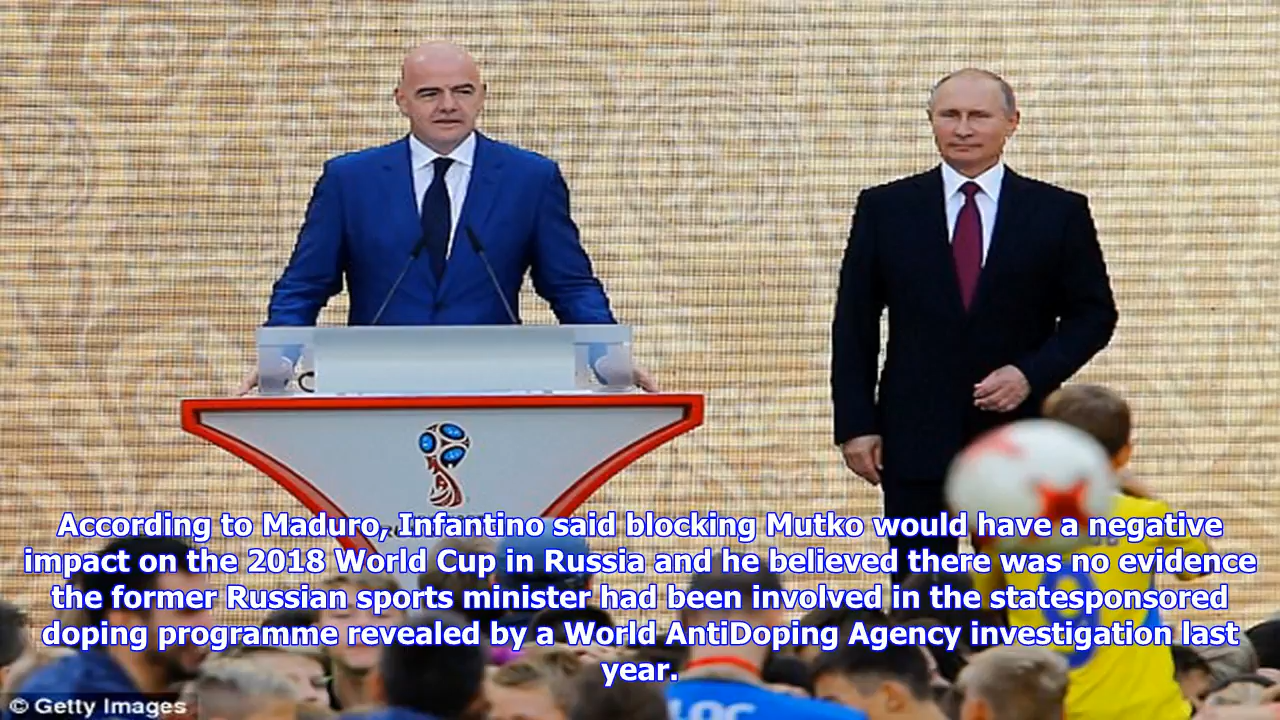 According to Maduro, Infantino said blocking Mutko would have a negative
impact on the 2018 World Cup in Russia and he believed there was no evidence
the former Russian sports minister had been involved in the statesponsored
doping programme revealed by a World AntiDoping Agency investigation last
year.
LOC
© Getty Images